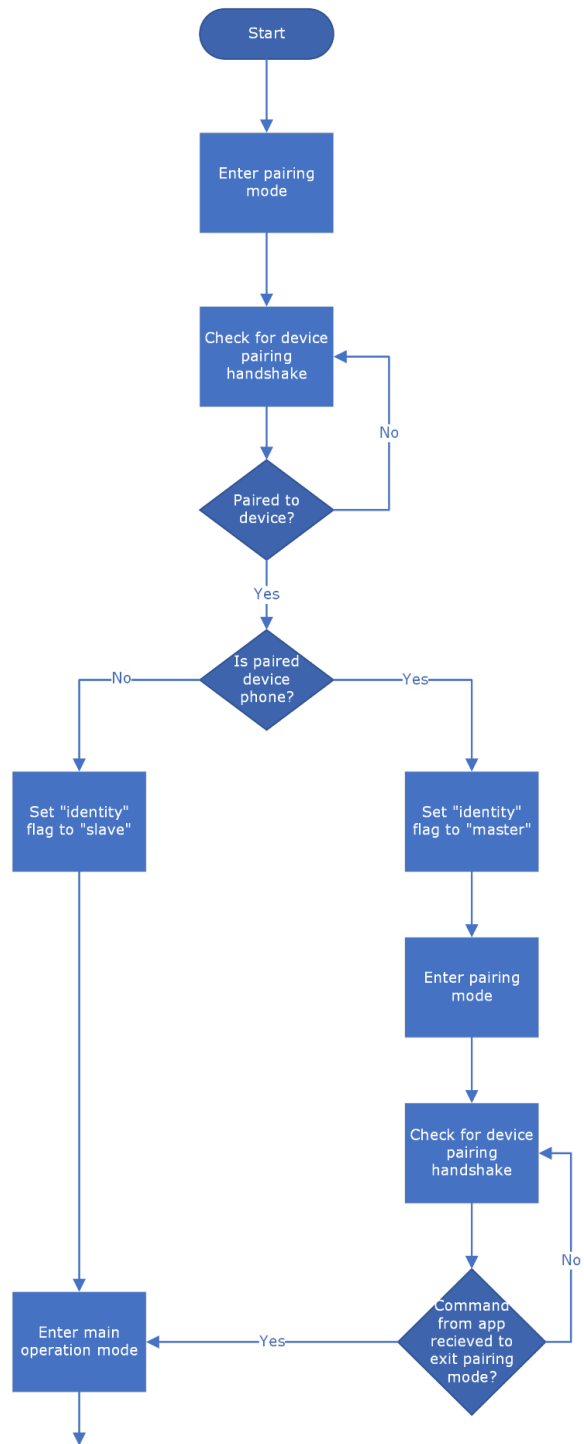 Start
Enter pairing
mode
Check for device
pairing
handshake
No
Paired to
device?
Yes
Is paired
device
phone?
No
Yes
Set "identity"
flag to "slave"
Set "identity"
flag to "master"
Enter pairing
mode
Check for device
pairing
handshake
No
Command
from app
recieved to
exit pairing
mode?
Yes
Enter main
operation mode